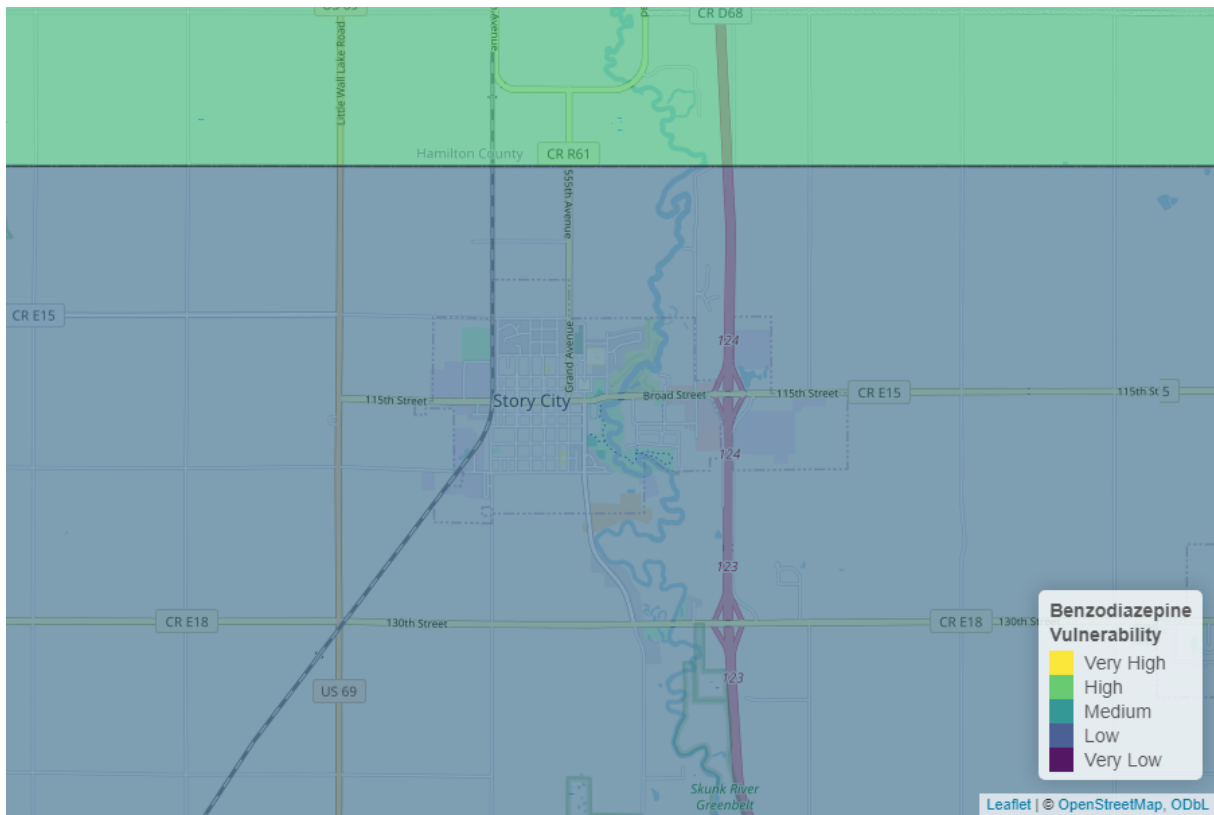 CR D68
Avenue
Little Wall Lake Road
Hamilton County
CR R61
555th Avenue
CR E15
Grand Avenue
124
115th Street
Story City
Broad Street
115th Street
CR E15
115th St 5
124
123
CR E18
130th Street
CR E18
130th
US 69
123
Skunk River
Greenbelt
Benzodiazepine
Vulnerability
Very High
High
Medium
Low
Very Low
Leaflet | © OpenStreetMap, ODbL